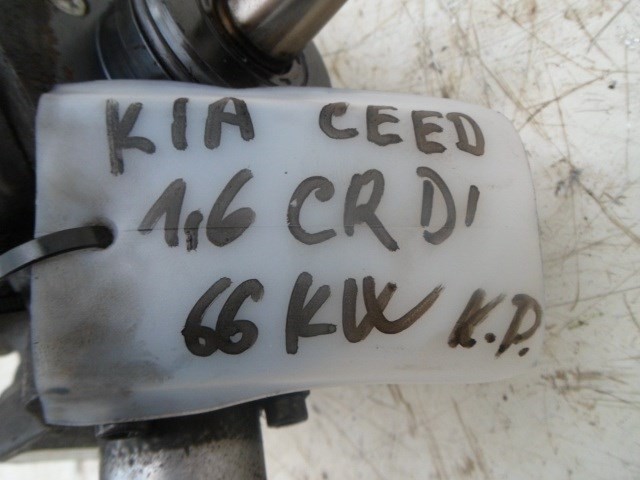 KIA CEED
1,6 CRDI
66 KW K.P.